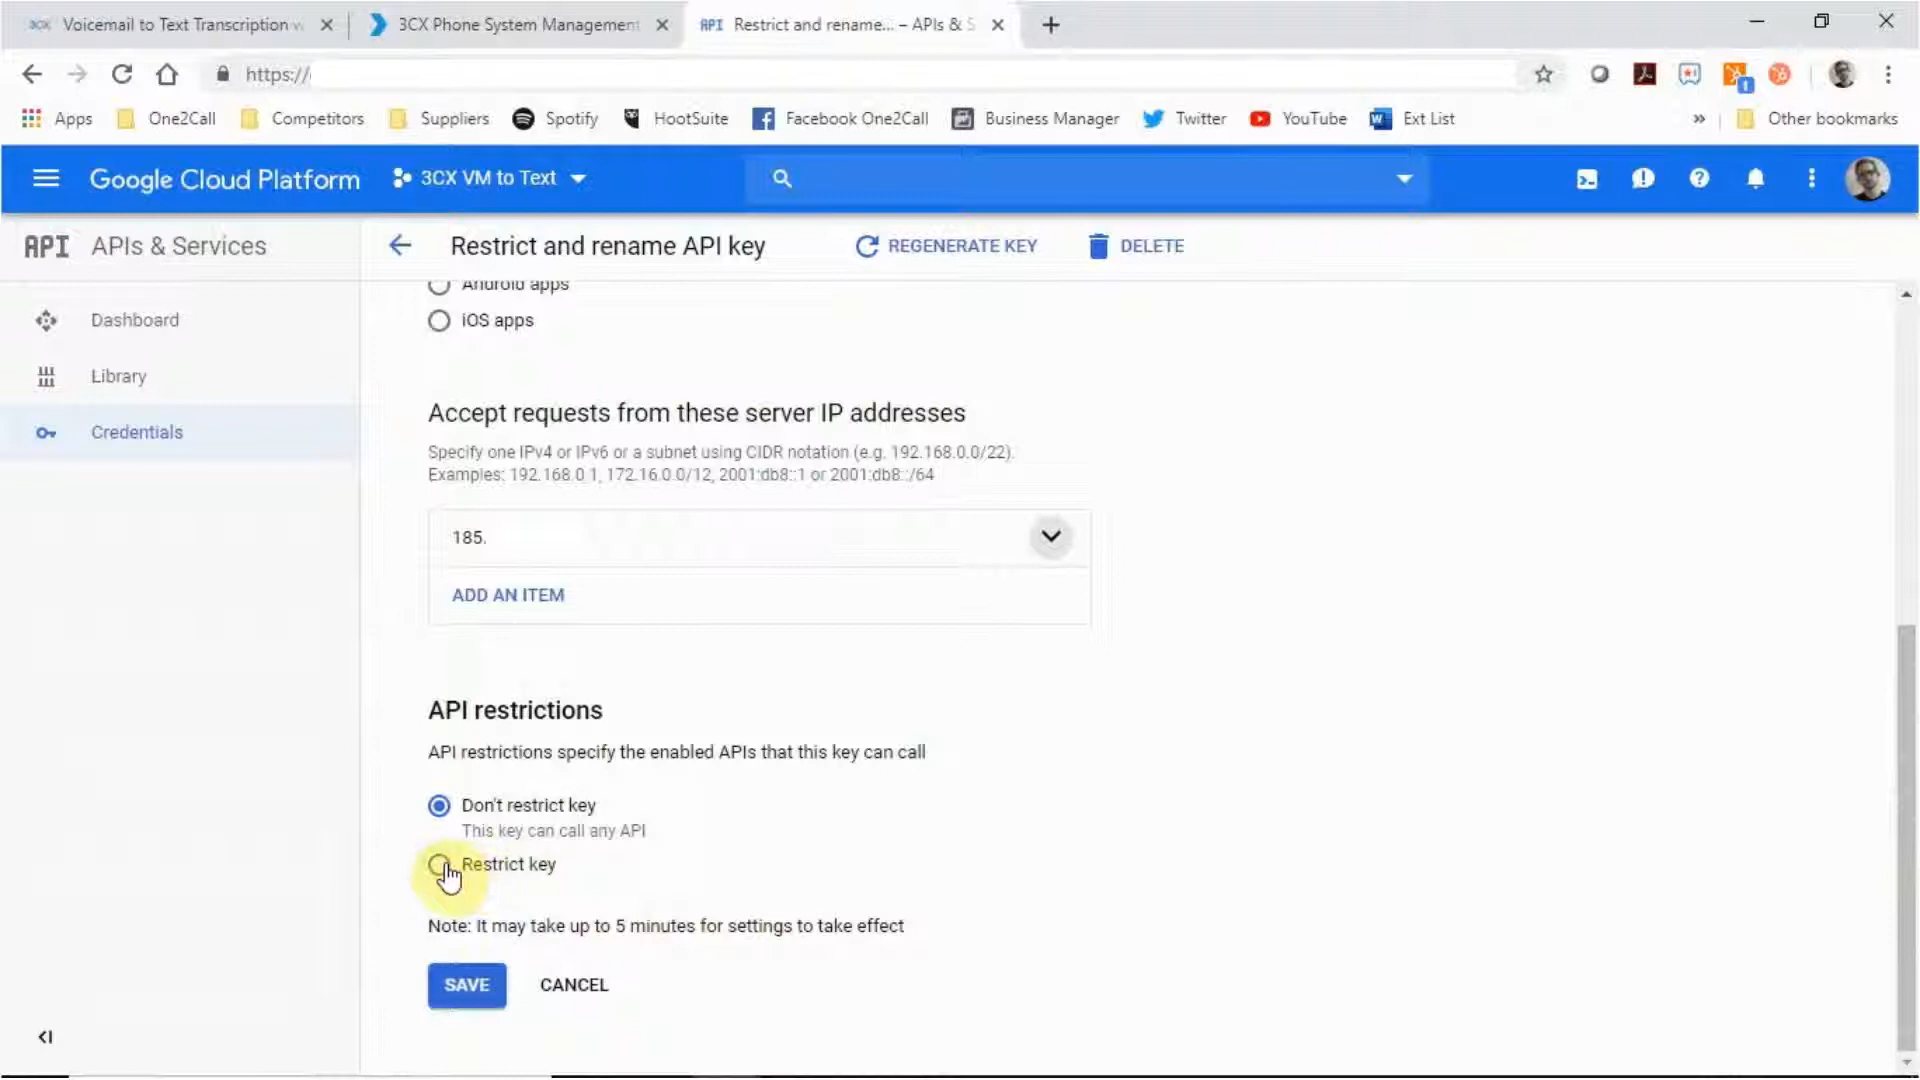 Voicemail to Text Transcription
3CX Phone System Management
API Restrict and rename... – APIs & S
https://
Apps One2Call Competitors Suppliers Spotify HootSuite Facebook One2Call Business Manager Twitter YouTube Ext List » Other bookmarks
Google Cloud Platform 3CX VM to Text
API APIs & Services
Restrict and rename API key REGENERATE KEY DELETE
Dashboard
Library
Credentials
Android apps
iOS apps
Accept requests from these server IP addresses
Specify one IPv4 or IPv6 or a subnet using CIDR notation (e.g. 192.168.0.0/22).
Examples: 192.168.0.1, 172.16.0.0/12, 2001:db8::1 or 2001:db8::/64
185.
ADD AN ITEM
API restrictions
API restrictions specify the enabled APIs that this key can call
Don't restrict key
This key can call any API
Restrict key
Note: It may take up to 5 minutes for settings to take effect
SAVE CANCEL